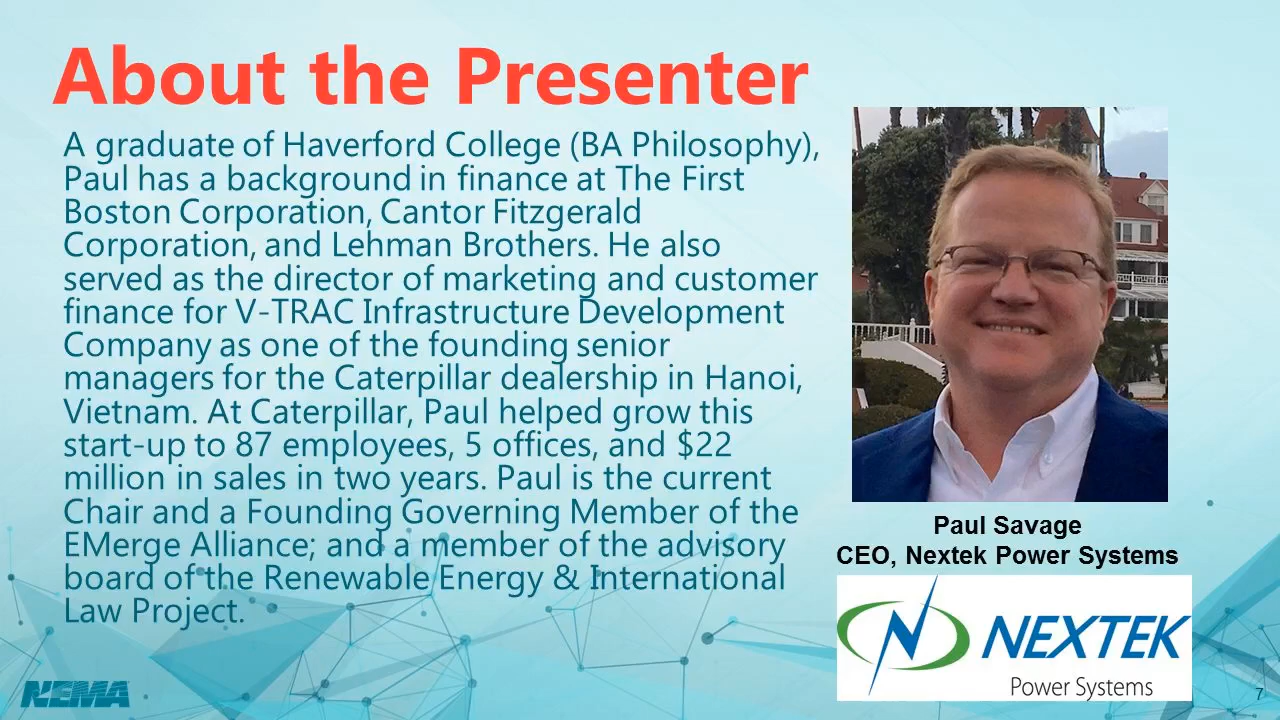 About the Presenter
A graduate of Haverford College (BA Philosophy),
Paul has a background in finance at The First
Boston Corporation, Cantor Fitzgerald
Corporation, and Lehman Brothers. He also
served as the director of marketing and customer
finance for V-TRAC Infrastructure Development
Company as one of the founding senior
managers for the Caterpillar dealership in Hanoi,
Vietnam. At Caterpillar, Paul helped grow this
start-up to 87 employees, 5 offices, and $22
million in sales in two years. Paul is the current
Chair and a Founding Governing Member of the
EMerge Alliance; and a member of the advisory
board of the Renewable Energy & International
Law Project.
Paul Savage
CEO, Nextek Power Systems
NEXTEK
Power Systems
NEMA
7